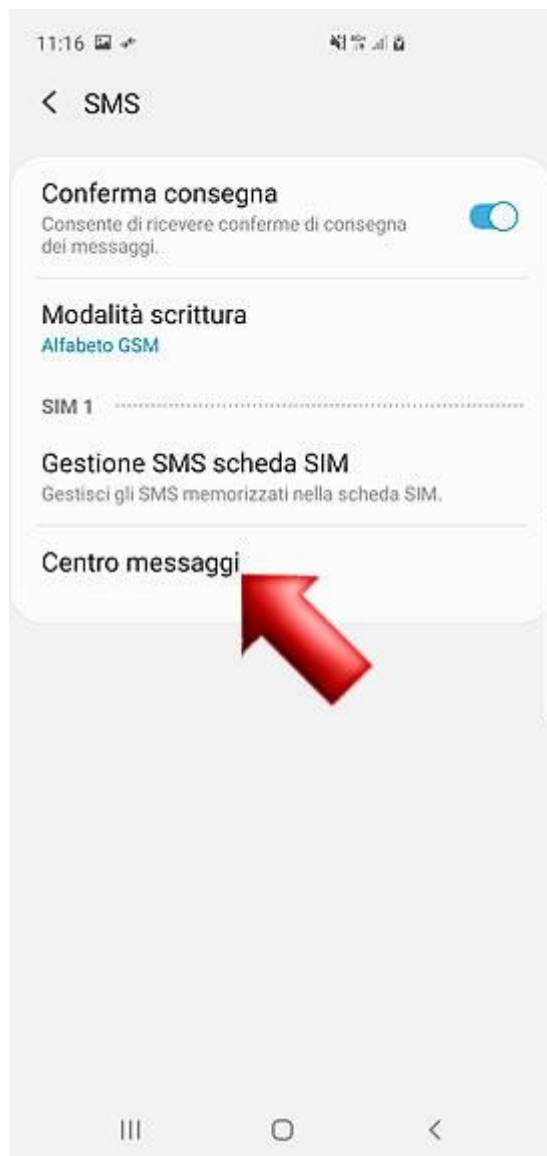 11:16
SMS
Conferma consegna
Consente di ricevere conferme di consegna
dei messaggi.
Modalità scrittura
Alfabeto GSM
SIM 1
Gestione SMS scheda SIM
Gestisci gli SMS memorizzati nella scheda SIM.
Centro messaggi